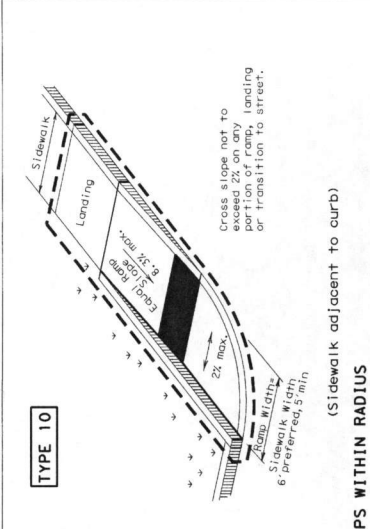 TYPE 10
Sidewalk
Landing
Equal Ramp
Slope
8.3% max.
2% max.
Cross slope not to
exceed 2% on any
portion of ramp, landing
or transition to street.
Ramp Width=
Sidewalk Width
6' preferred, 5' min
(Sidewalk adjacent to curb)
PS WITHIN RADIUS